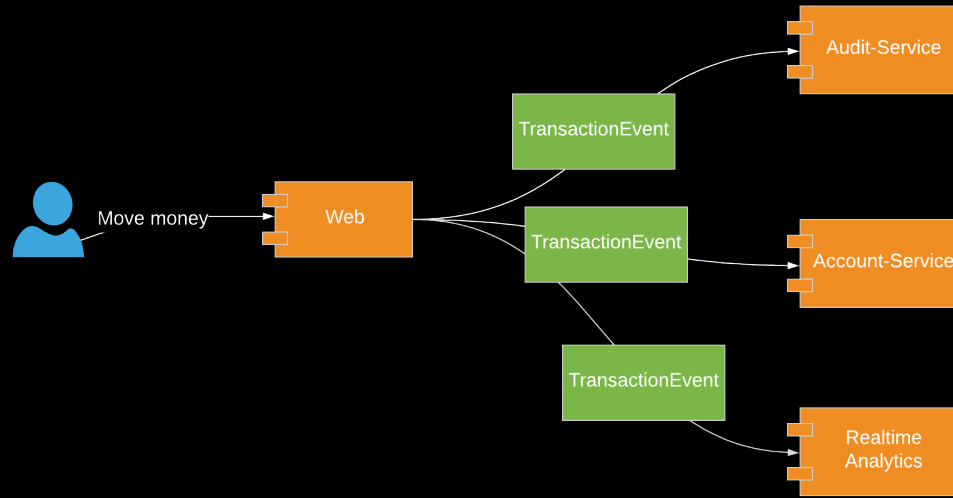 Audit-Service
TransactionEvent
Move money
Web
TransactionEvent
Account-Service
TransactionEvent
Realtime
Analytics